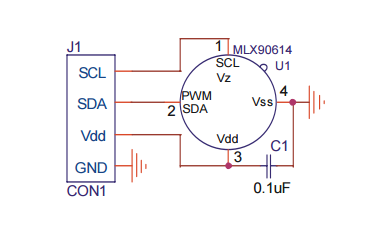 J1
1
MLX90614
SCL
SCL
U1
Vz
4
SDA
PWM
Vss
2
SDA
Vdd
Vdd
C1
3
GND
0.1uF
CON1